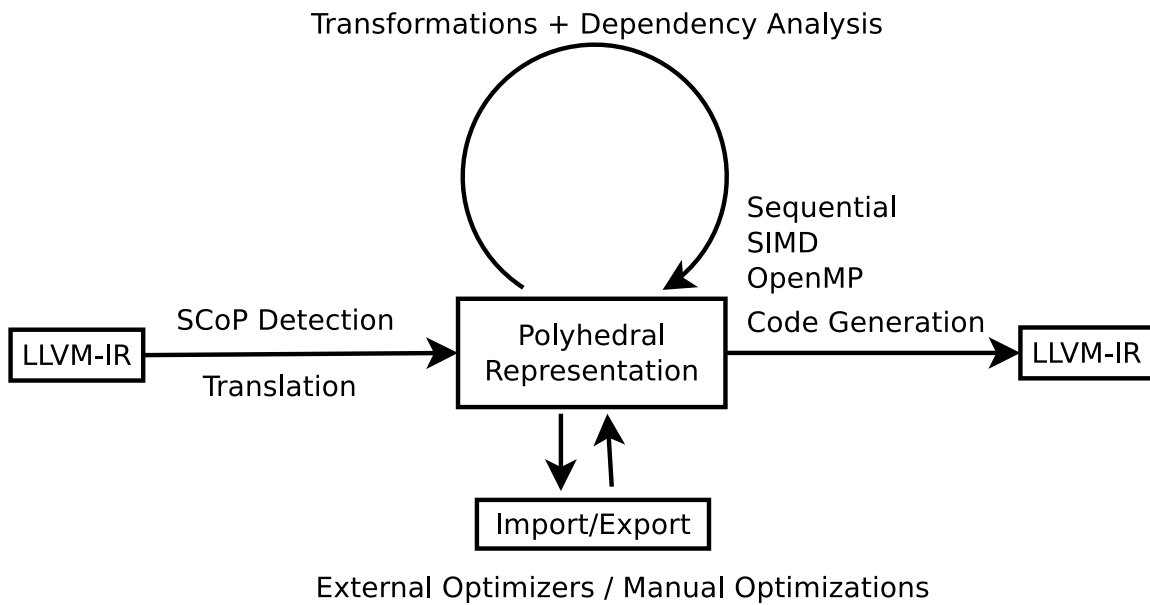 Transformations + Dependency Analysis
Sequential
SIMD
OpenMP
Code Generation
SCoP Detection
Translation
LLVM-IR
Polyhedral
Representation
LLVM-IR
Import/Export
External Optimizers / Manual Optimizations